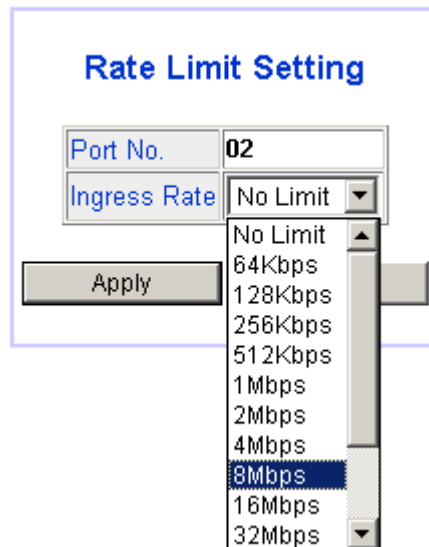 Rate Limit Setting
Port No. 02
Ingress Rate No Limit
No Limit
64Kbps
Apply
128Kbps
256Kbps
512Kbps
1Mbps
2Mbps
4Mbps
8Mbps
16Mbps
32Mbps